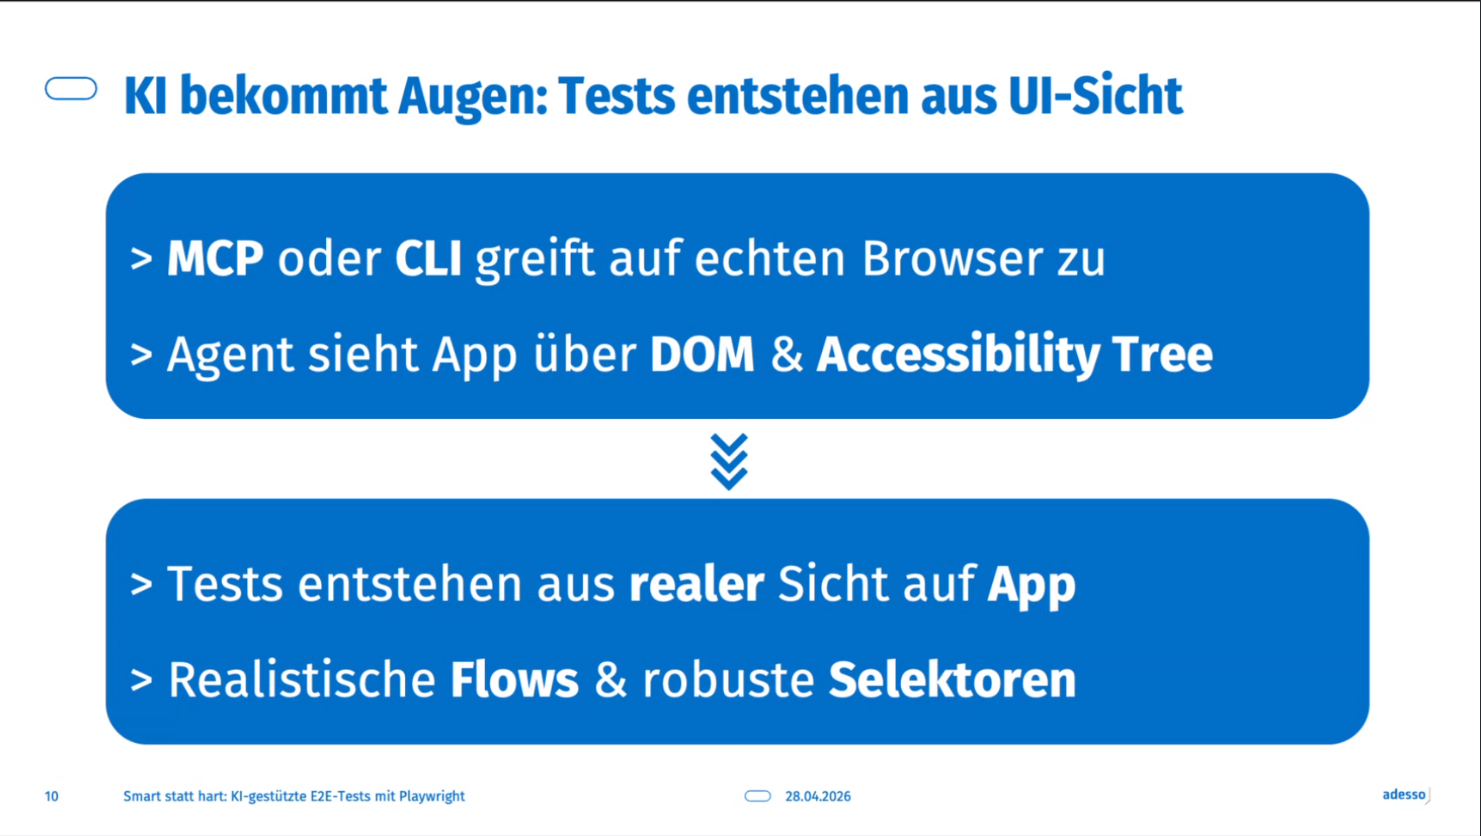 KI bekommt Augen: Tests entstehen aus UI-Sicht
> MCP oder CLI greift auf echten Browser zu
> Agent sieht App über DOM & Accessibility Tree
> Tests entstehen aus realer Sicht auf App
> Realistische Flows & robuste Selektoren
10 Smart statt hart: KI-gestützte E2E-Tests mit Playwright 28.04.2026 adesso